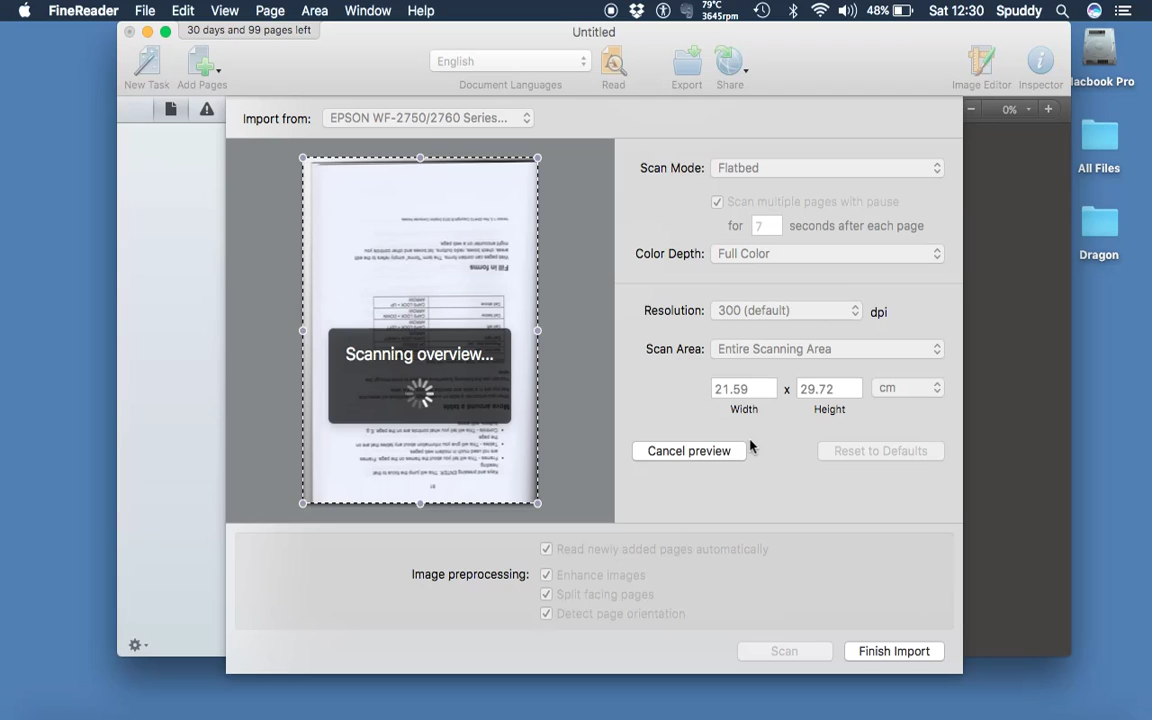 FineReader File Edit View Page Area Window Help 79°C 3645rpm 48% Sat 12:30 Spuddy
30 days and 99 pages left
Untitled
English
New Task Add Pages Document Languages Read Export Share Image Editor Inspector
acbook Pro
0%
Import from: EPSON WF-2750/2760 Series...
All Files
Dragon
Scan Mode: Flatbed
Scan multiple pages with pause
for 7 seconds after each page
Color Depth: Full Color
Resolution: 300 (default) dpi
Scan Area: Entire Scanning Area
21.59 x 29.72 cm
Width Height
Cancel preview Reset to Defaults
Fill in forms
Scanning overview...
Move around a table
Read newly added pages automatically
Image preprocessing: Enhance images
Split facing pages
Detect page orientation
Scan Finish Import